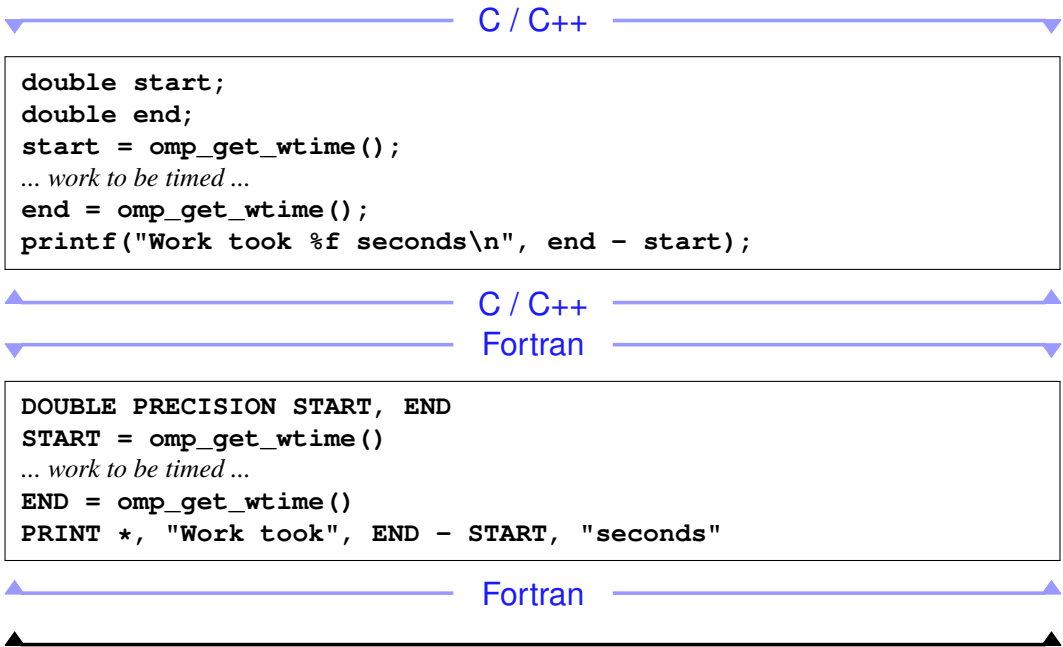 C / C++
double start;
double end;
start = omp_get_wtime();
... work to be timed ...
end = omp_get_wtime();
printf("Work took %f seconds\n", end - start);
C / C++
Fortran
DOUBLE PRECISION START, END
START = omp_get_wtime()
... work to be timed ...
END = omp_get_wtime()
PRINT *, "Work took", END - START, "seconds"
Fortran